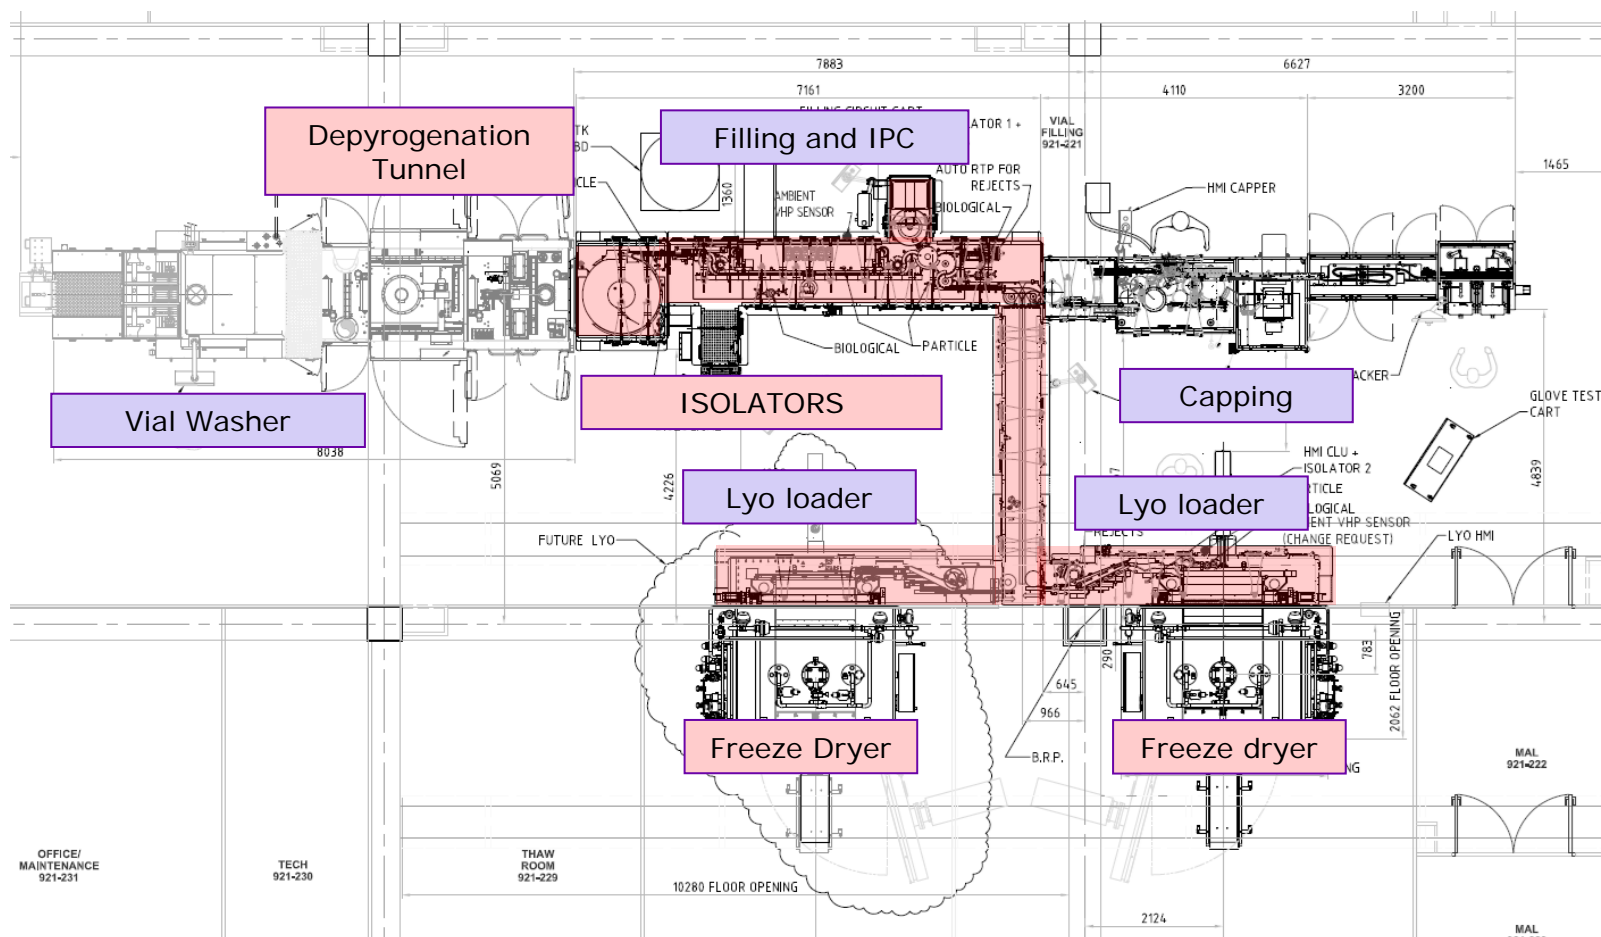 7883
6627
7161
4110
3200
FILLING CIRCUIT CART
Depyrogenation
Tunnel
Filling and IPC
VIAL
FILLING
921-221
1465
AUTO RTP FOR
REJECTS
HMI CAPPER
1360
AMBIENT
VHP SENSOR
BIOLOGICAL
BIOLOGICAL
PARTICLE
ISOLATORS
Capping
Vial Washer
GLOVE TEST
CART
8038
5069
4226
4839
Lyo loader
Lyo loader
HMI CLU +
ISOLATOR 2
(CHANGE REQUEST)
REJECTS
LYO HMI
FUTURE LYO
290
783
2062 FLOOR OPENING
645
966
Freeze Dryer
Freeze dryer
B.R.P.
MAL
921-222
OFFICE/
MAINTENANCE
921-231
TECH
921-230
THAW
ROOM
921-229
10280 FLOOR OPENING
2124
MAL